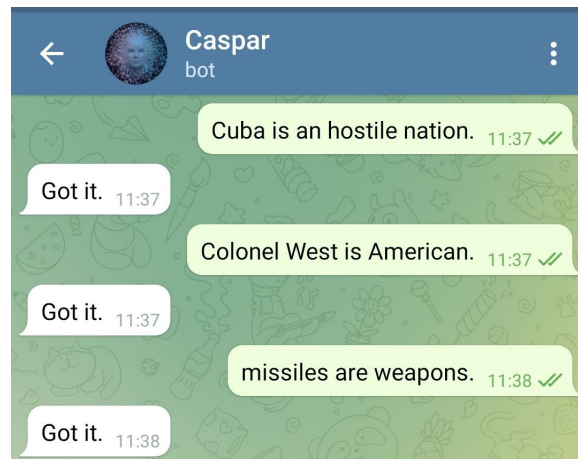 Caspar
bot
Cuba is an hostile nation. 11:37
Got it. 11:37
Colonel West is American. 11:37
Got it. 11:37
missiles are weapons. 11:38
Got it. 11:38